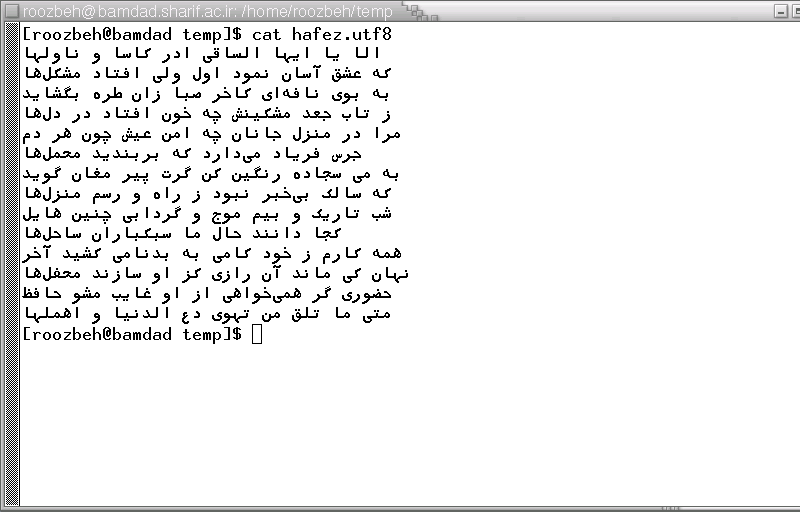 roozbeh@bamdad.sharif.ac.ir: /home/roozbeh/temp
[roozbeh@bamdad temp]$ cat hafez.utf8
الا یا ایها الساقی ادر کاسا و ناولها
که عشق آسان نمود اول ولی افتاد مشکل‌ها
به بوی نافه‌ای کاخر صبا زان طره بگشاید
ز تاب جعد مشکینش چه خون افتاد در دل‌ها
مرا در منزل جانان چه امن عیش چون هر دم
جرس فریاد می‌دارد که بربندید محمل‌ها
به می سجاده رنگین کن گرت پیر مغان گوید
که سالک بی‌خبر نبود ز راه و رسم منزل‌ها
شب تاریک و بیم موج و گردابی چنین هایل
کجا دانند حال ما سبکباران ساحل‌ها
همه کارم ز خود کامی به بدنامی کشید آخر
نهان کی ماند آن رازی کز او سازند محفل‌ها
حضوری گر همی‌خواهی از او غایب مشو حافظ
متی ما تلق من تهوی دع الدنیا و اهملها
[roozbeh@bamdad temp]$